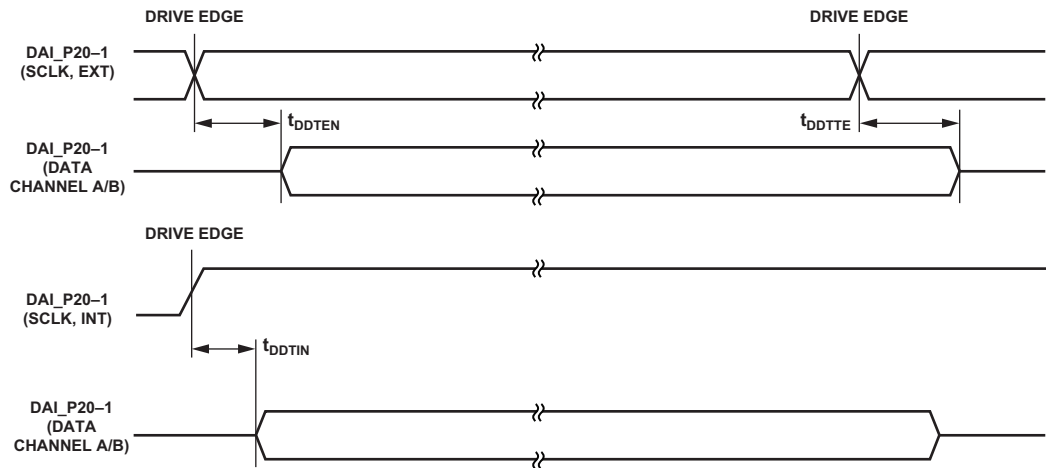 DRIVE EDGE
DRIVE EDGE
DAI_P20–1
(SCLK, EXT)
tDDTEN
tDDTTE
DAI_P20–1
(DATA
CHANNEL A/B)
DRIVE EDGE
DAI_P20–1
(SCLK, INT)
tDDTIN
DAI_P20–1
(DATA
CHANNEL A/B)